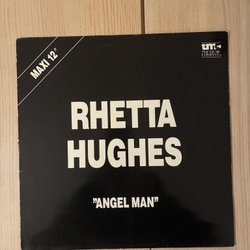 MAXI 12"
RHETTA
HUGHES
"ANGEL MAN"